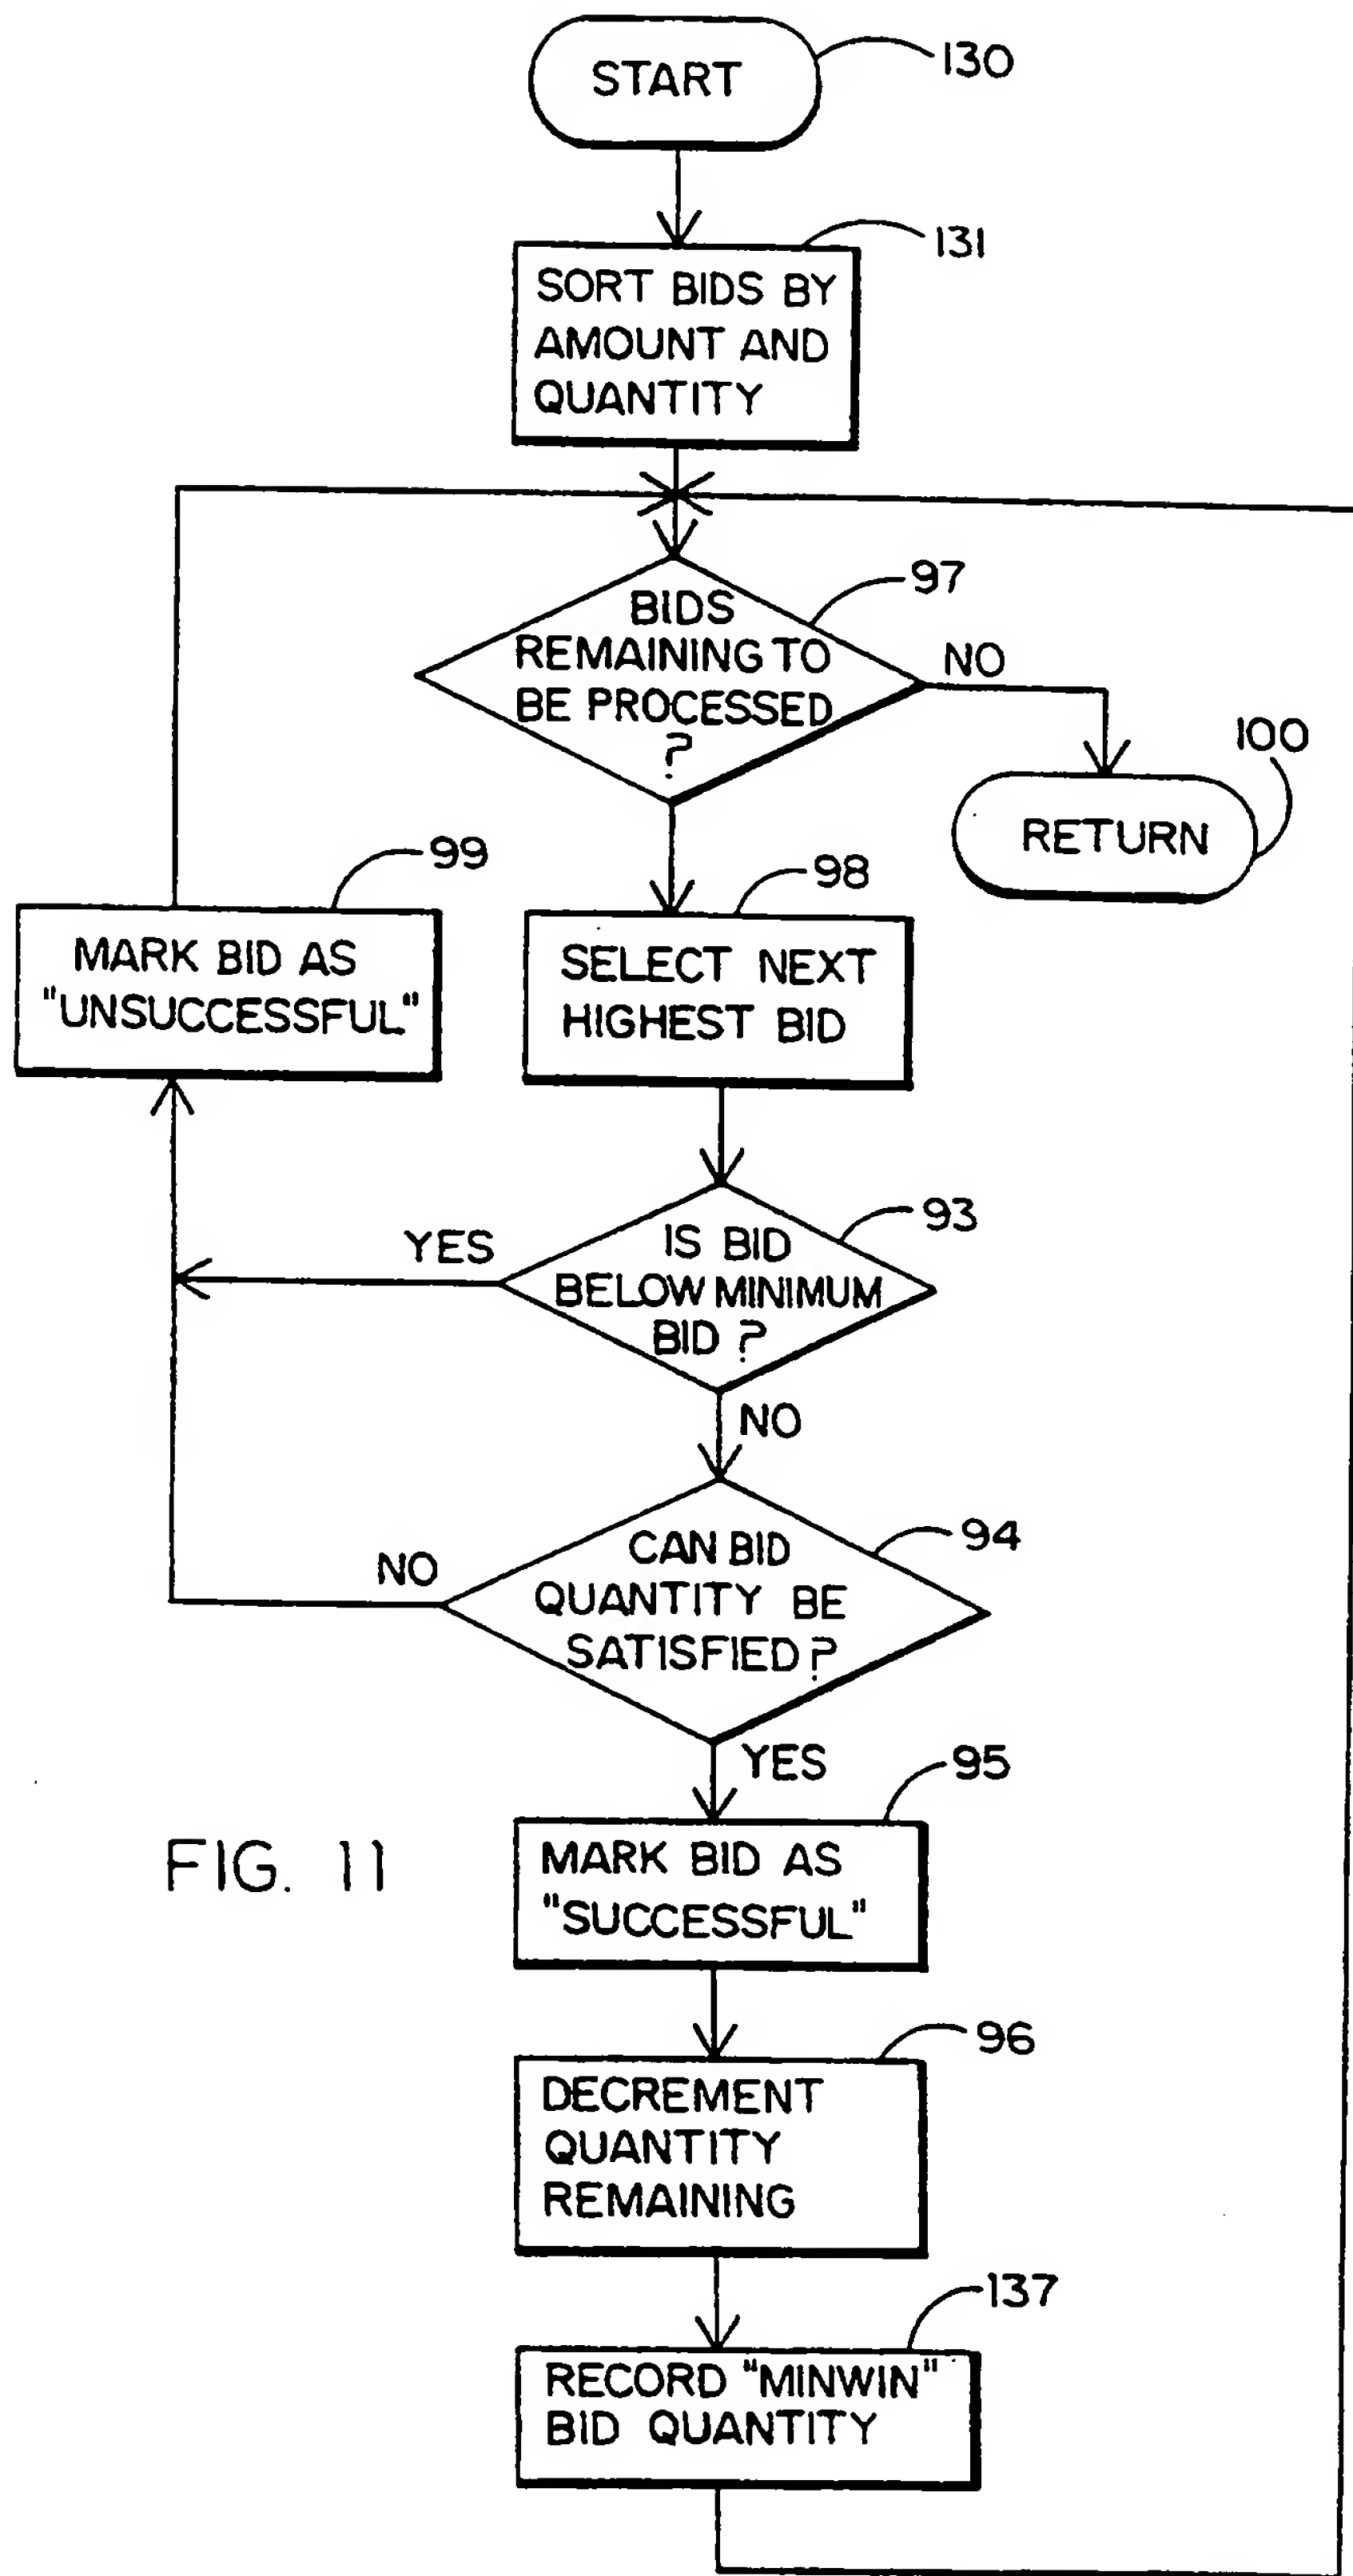 START
130
131
SORT BIDS BY
AMOUNT AND
QUANTITY
97
BIDS
REMAINING TO
BE PROCESSED
?
NO
100
RETURN
99
MARK BID AS
"UNSUCCESSFUL"
98
SELECT NEXT
HIGHEST BID
93
YES
IS BID
BELOW MINIMUM
BID ?
NO
94
NO
CAN BID
QUANTITY BE
SATISFIED ?
YES
95
FIG. 11
MARK BID AS
"SUCCESSFUL"
96
DECREMENT
QUANTITY
REMAINING
137
RECORD "MINWIN"
BID QUANTITY